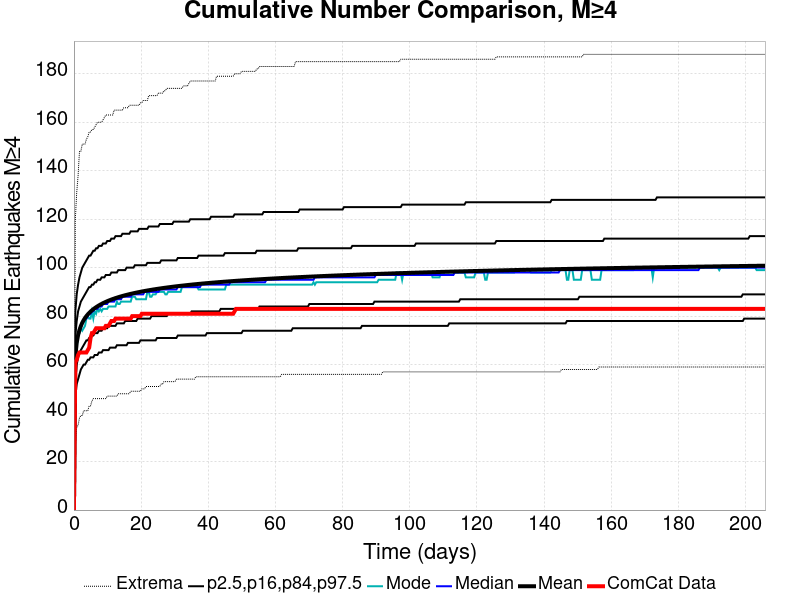 Cumulative Number Comparison, M≥4
Cumulative Num Earthquakes M≥4
180
160
140
120
100
80
60
40
20
0
0 20 40 60 80 100 120 140 160 180 200
Time (days)
Extrema p2.5,p16,p84,p97.5 Mode Median Mean ComCat Data